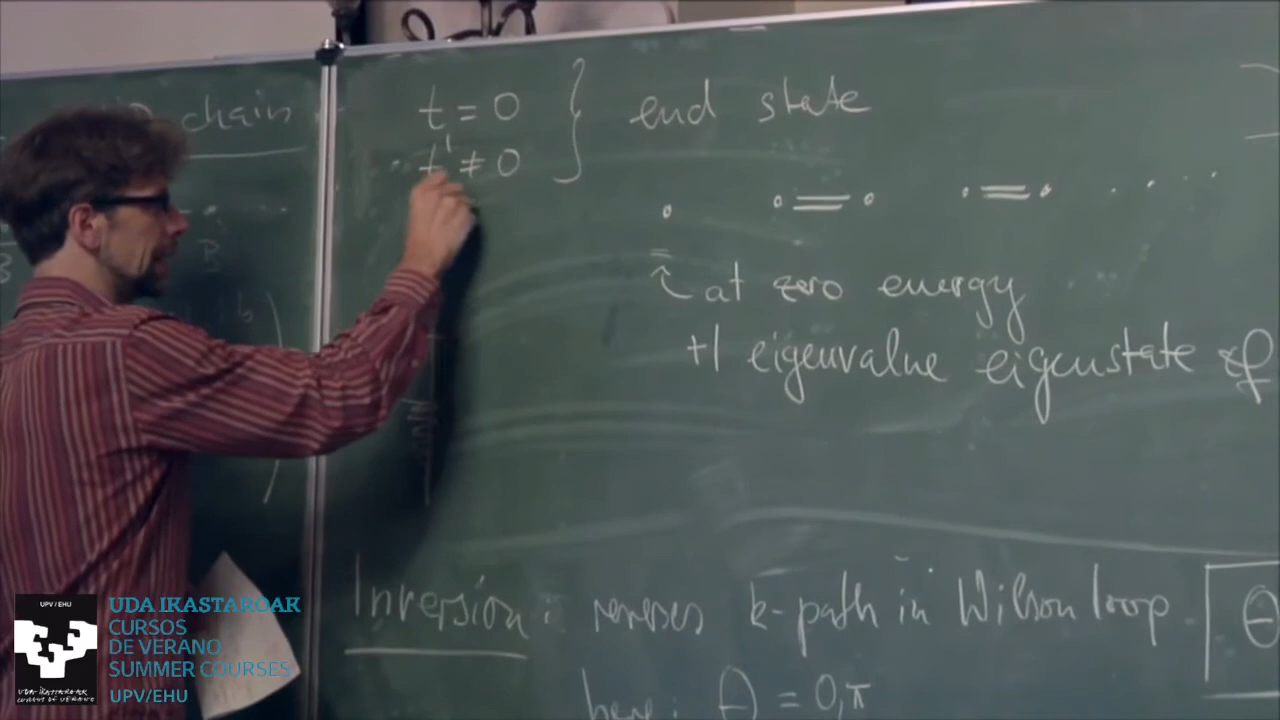 chain
t = 0
t' ≠ 0
} end state
B
B
b
at zero energy
+1 eigenvalue eigenstate of
Inversion: reverses k-path in Wilson loop
θ
here: θ = 0,π
UPV / EHU
UDA IKASTAROAK
CURSOS
DE VERANO
SUMMER COURSES
UPV/EHU